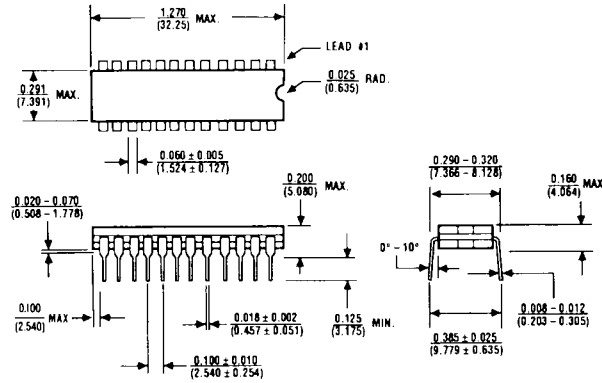 1.270
(32.25) MAX.
LEAD #1
0.291
(7.391) MAX.
0.025
(0.635) RAD.
0.060 ± 0.005
(1.524 ± 0.127)
0.290 – 0.320
(7.366 – 8.128)
0.200
(5.080) MAX.
0.160
(4.064) MAX.
0.020 – 0.070
(0.508 – 1.778)
0° – 10°
0.100
(2.540) MAX
0.018 ± 0.002
(0.457 ± 0.051)
0.125
(3.175) MIN.
0.008 – 0.012
(0.203 – 0.305)
0.100 ± 0.010
(2.540 ± 0.254)
0.385 ± 0.025
(9.779 ± 0.635)